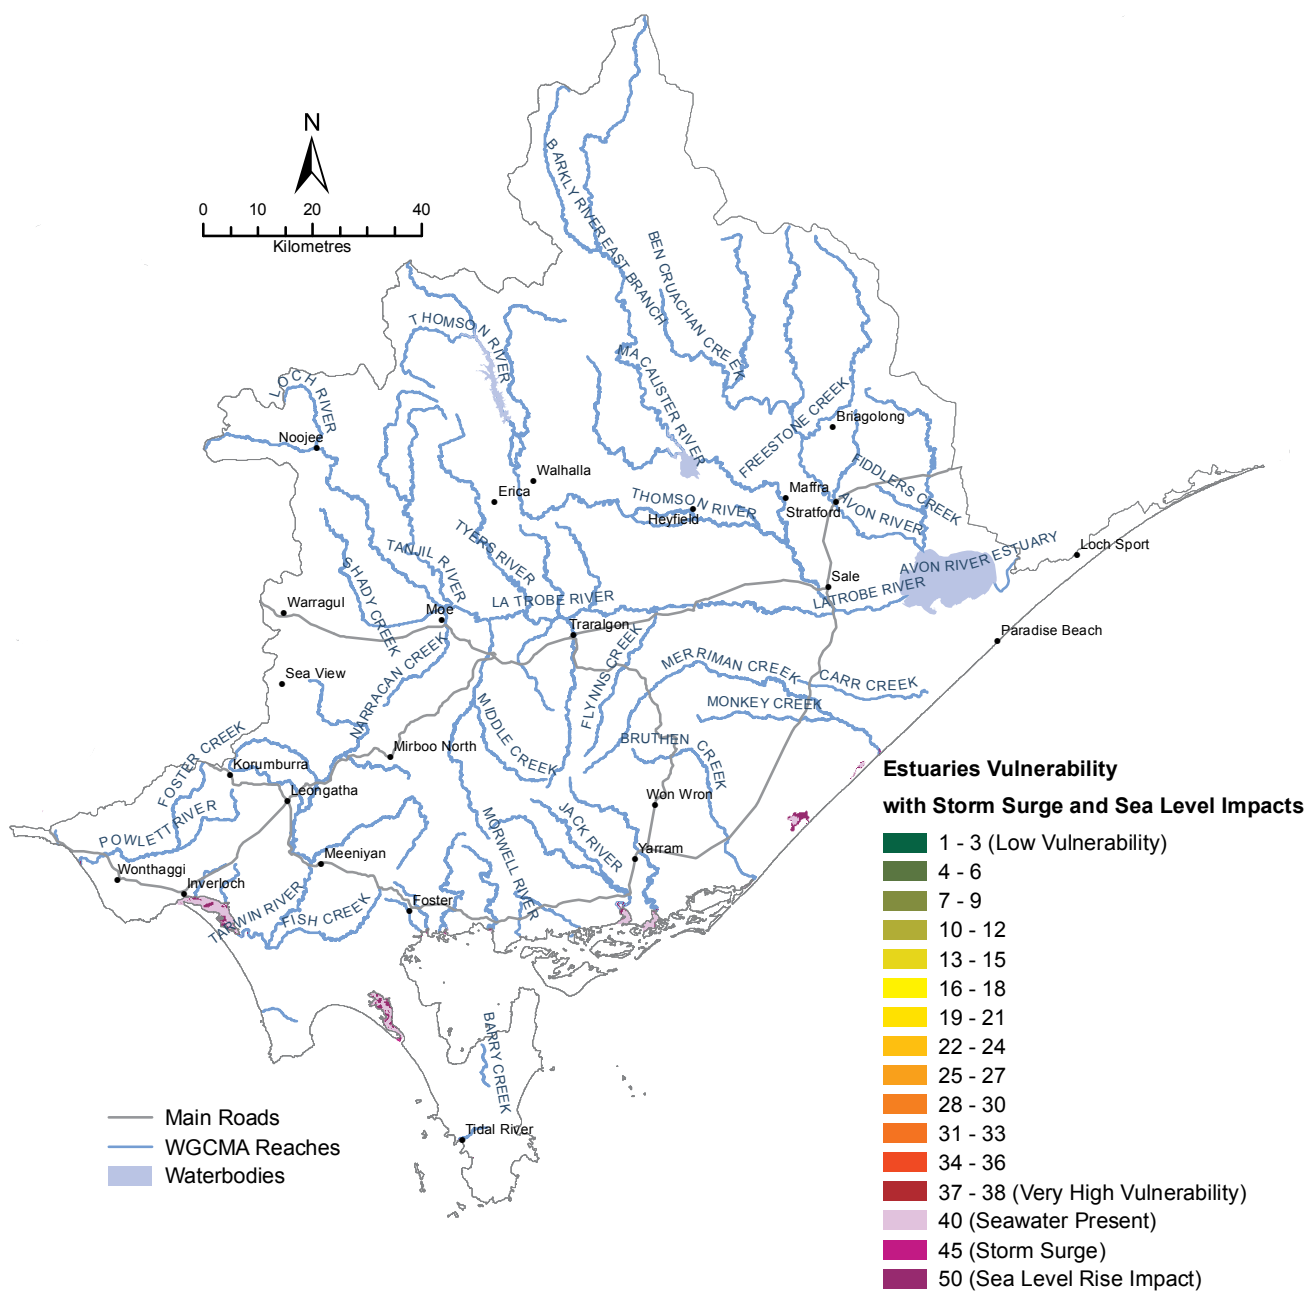 N
0 10 20 40
Kilometres
BARKLY RIVER EAST BRANCH
BEN CRUACHAN CREEK
THOMSON RIVER
MACALISTER RIVER
LOCH RIVER
FREESTONE CREEK
Briagolong
Noojee
FIDDLERS CREEK
Walhalla
Erica
Maffra
THOMSON RIVER
Heyfield
Stratford
AVON RIVER
TYERS RIVER
TANJIL RIVER
SHADY CREEK
AVON RIVER ESTUARY
Loch Sport
Sale
LATROBE RIVER
LA TROBE RIVER
Warragul
Moe
Traralgon
Paradise Beach
NARRACAN CREEK
FLYNNS CREEK
MERRIMAN CREEK
CARR CREEK
Sea View
MONKEY CREEK
MIDDLE CREEK
BRUTHEN CREEK
Mirboo North
FOSTER CREEK
Korumburra
Leongatha
Won Wron
POWLETT RIVER
JACK RIVER
MORWELL RIVER
Yarram
Meeniyan
Wonthaggi
Inverloch
TARWIN RIVER
FISH CREEK
Foster
BARRY CREEK
Tidal River
Main Roads
WGCMA Reaches
Waterbodies
Estuaries Vulnerability
with Storm Surge and Sea Level Impacts
1 - 3 (Low Vulnerability)
4 - 6
7 - 9
10 - 12
13 - 15
16 - 18
19 - 21
22 - 24
25 - 27
28 - 30
31 - 33
34 - 36
37 - 38 (Very High Vulnerability)
40 (Seawater Present)
45 (Storm Surge)
50 (Sea Level Rise Impact)